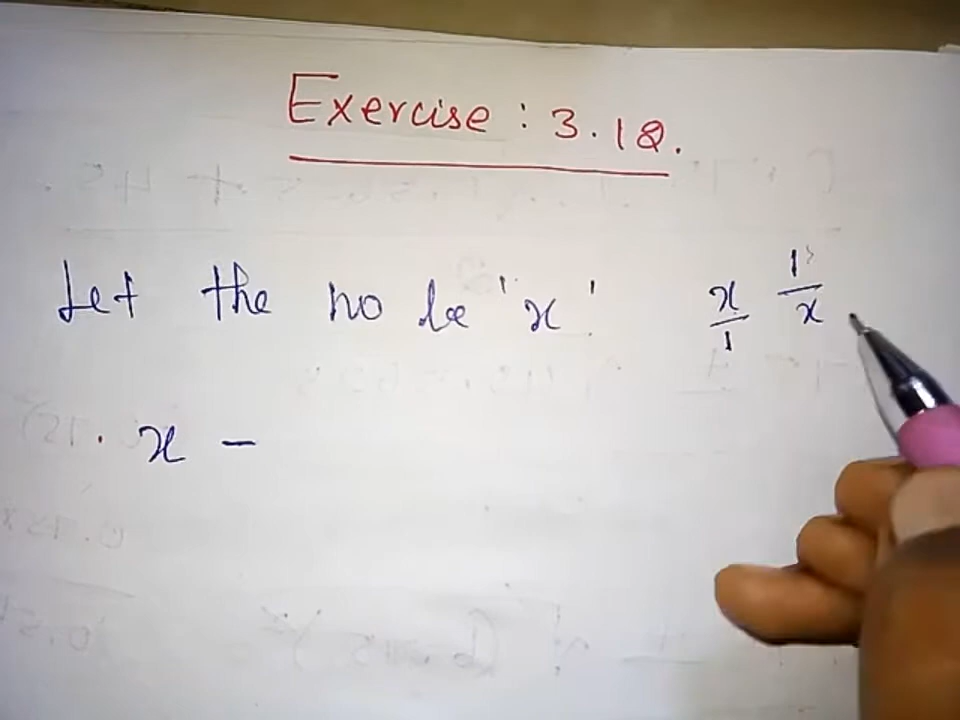 Exercise : 3.12.
Let the no be 'x' x/1 1/x
x -